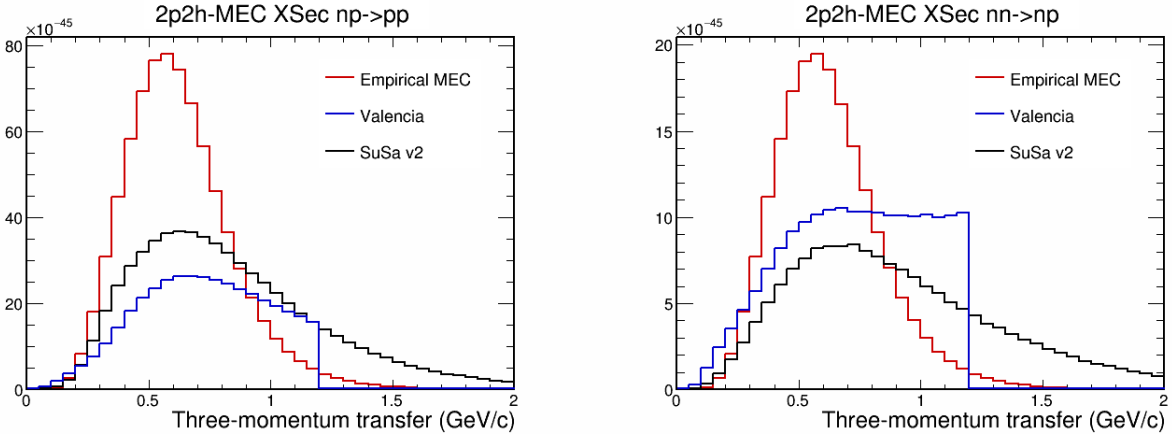 2p2h-MEC XSec np->pp
×10⁻⁴⁵
80
60
40
20
0
0
0.5
1
1.5
2
Empirical MEC
Valencia
SuSa v2
Three-momentum transfer (GeV/c)
2p2h-MEC XSec nn->np
×10⁻⁴⁵
20
15
10
5
0
0
0.5
1
1.5
2
Empirical MEC
Valencia
SuSa v2
Three-momentum transfer (GeV/c)